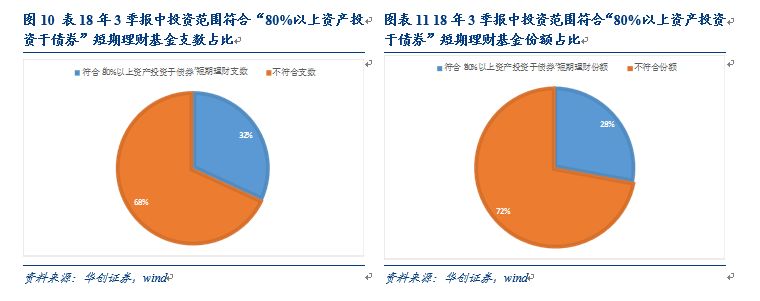 图 10 表 18 年 3 季报中投资范围符合“80%以上资产投
资于债券”短期理财基金支数占比
符合“80%以上资产投资于债券”短期理财支数 不符合支数
32%
68%
资料来源:华创证券,wind
图表 11 18 年 3 季报中投资范围符合“80%以上资产投资
于债券”短期理财基金份额占比
符合“80%以上资产投资于债券”短期理财份额 不符合份额
28%
72%
资料来源:华创证券,wind